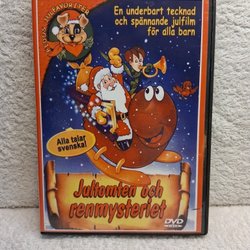 En underbart tecknad
och spännande julfilm
för alla barn
Alla talar
svenska!
Jultomten och
renmysteriet
DVD